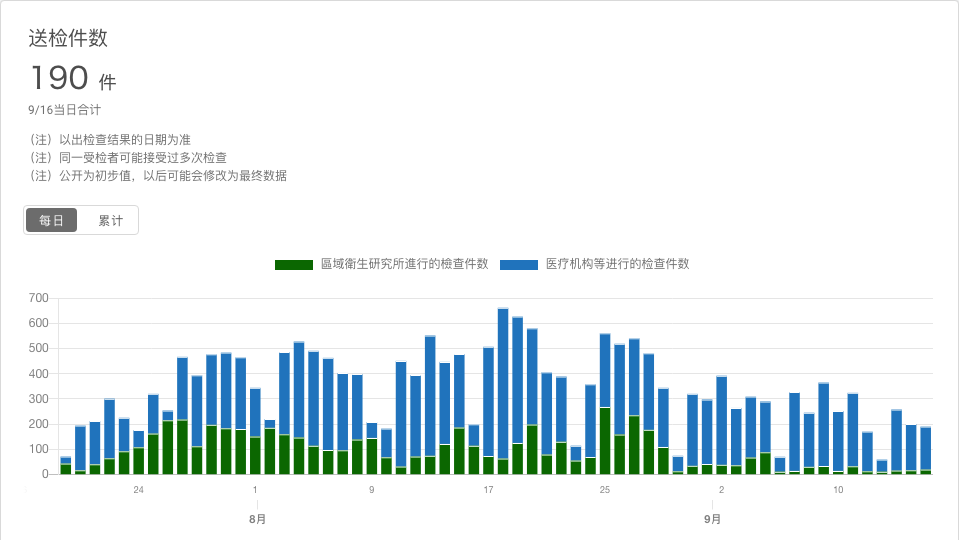 送检件数
190 件
9/16当日合计
（注）以出检查结果的日期为准
（注）同一受检者可能接受过多次检查
（注）公开为初步值，以后可能会修改为最终数据
每日 累计
區域衛生研究所進行的檢查件數 医疗机构等进行的检查件数
700
600
500
400
300
200
100
0
24 1 9 17 25 2 10
8月 9月